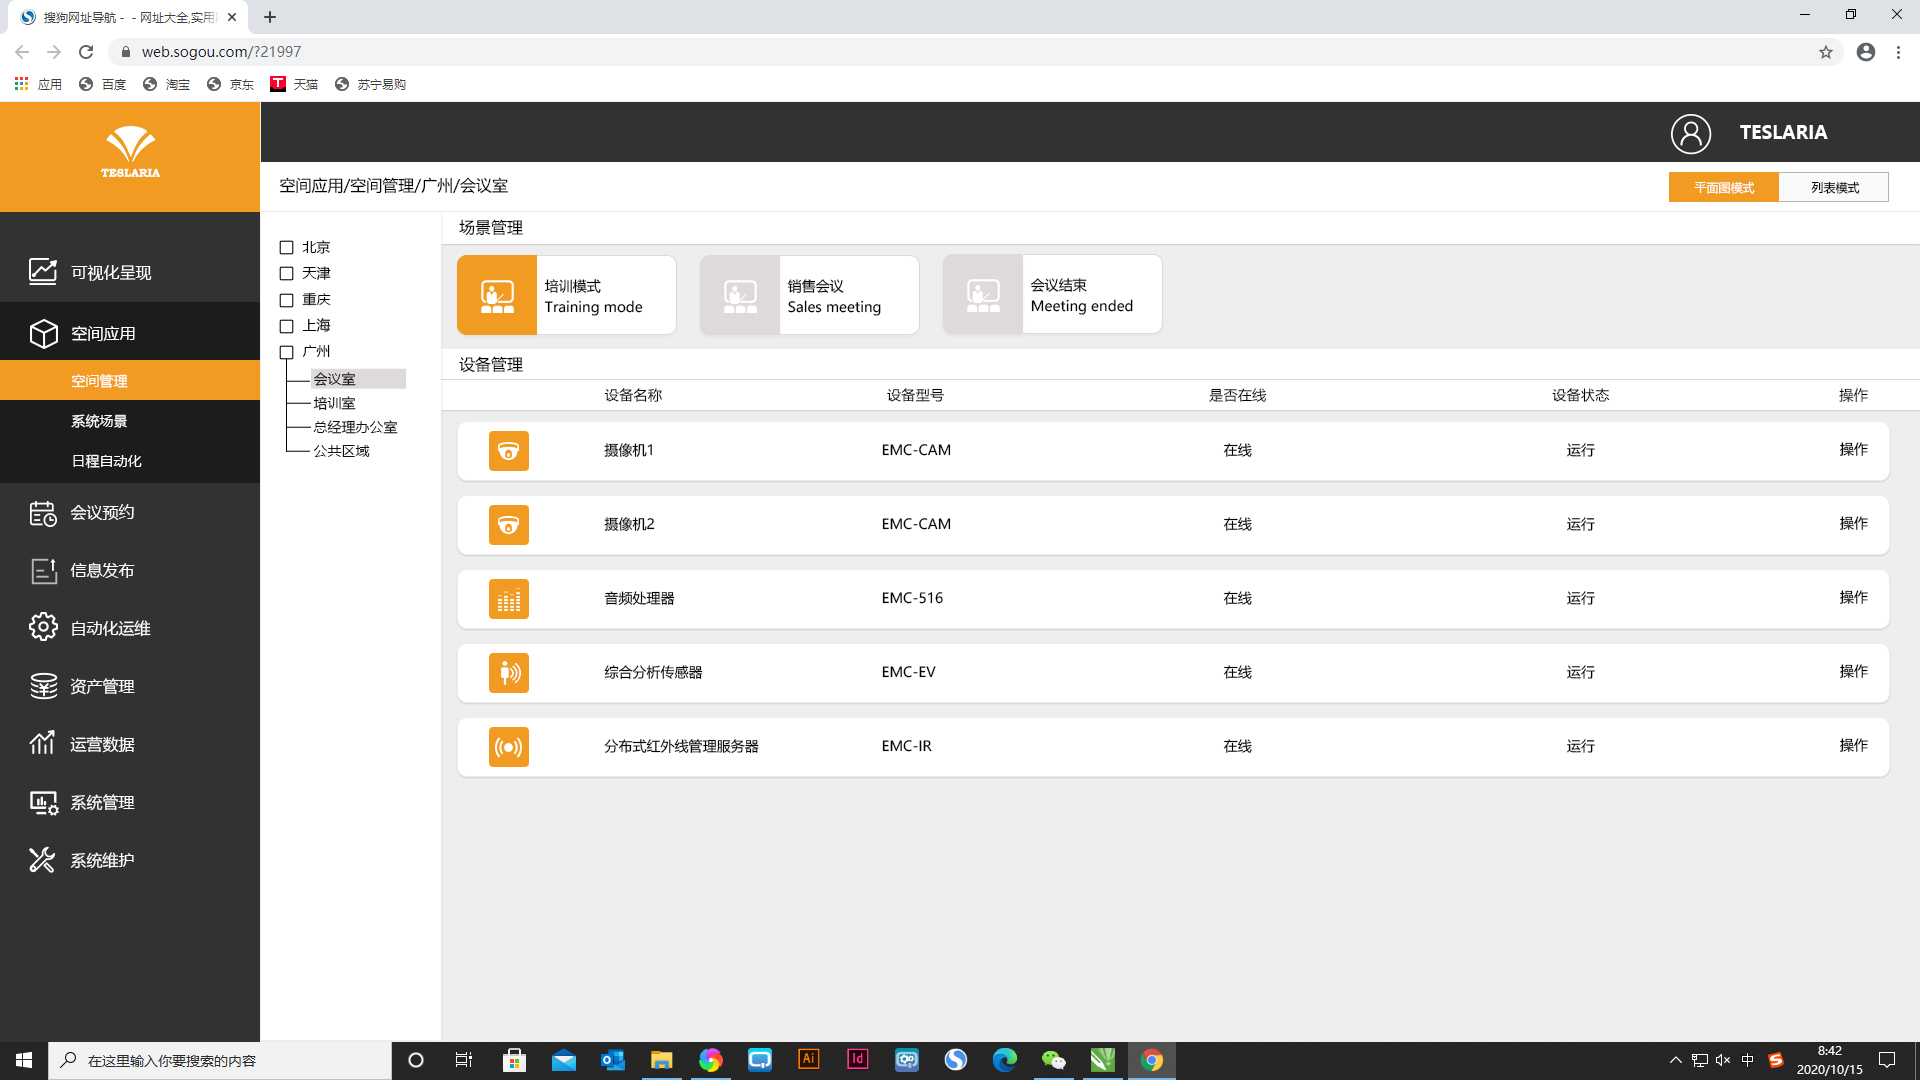 搜狗网址导航 - - 网址大全,实用
web.sogou.com/?21997
应用 百度 淘宝 京东 天猫 苏宁易购
TESLARIA
TESLARIA
空间应用/空间管理/广州/会议室
平面图模式 列表模式
可视化呈现
空间应用
空间管理
系统场景
日程自动化
会议预约
信息发布
自动化运维
资产管理
运营数据
系统管理
系统维护
北京
天津
重庆
上海
广州
会议室
培训室
总经理办公室
公共区域
场景管理
培训模式
Training mode
销售会议
Sales meeting
会议结束
Meeting ended
设备管理
设备名称 设备型号 是否在线 设备状态 操作
摄像机1 EMC-CAM 在线 运行 操作
摄像机2 EMC-CAM 在线 运行 操作
音频处理器 EMC-516 在线 运行 操作
综合分析传感器 EMC-EV 在线 运行 操作
分布式红外线管理服务器 EMC-IR 在线 运行 操作
在这里输入你要搜索的内容
Ai
Id
中
8:42
2020/10/15